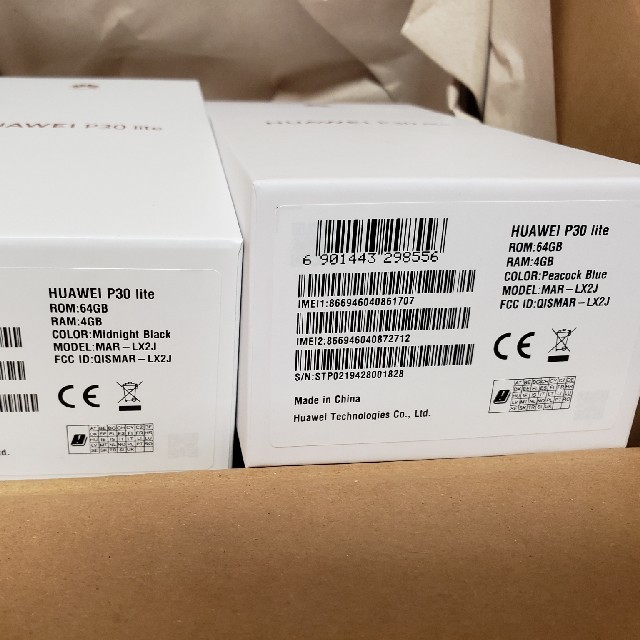 HUAWEI P30 lite
HUAWEI P30 lite
ROM:64GB
RAM:4GB
COLOR:Midnight Black
MODEL:MAR-LX2J
FCC ID:QISMAR-LX2J
CE
HUAWEI P30
6 901443 298556
IMEI1:866946040861707
IMEI2:866946040872712
S/N:STP0219428001828
Made in China
Huawei Technologies Co., Ltd.
HUAWEI P30 lite
ROM:64GB
RAM:4GB
COLOR:Peacock Blue
MODEL:MAR-LX2J
FCC ID:QISMAR-LX2J
CE